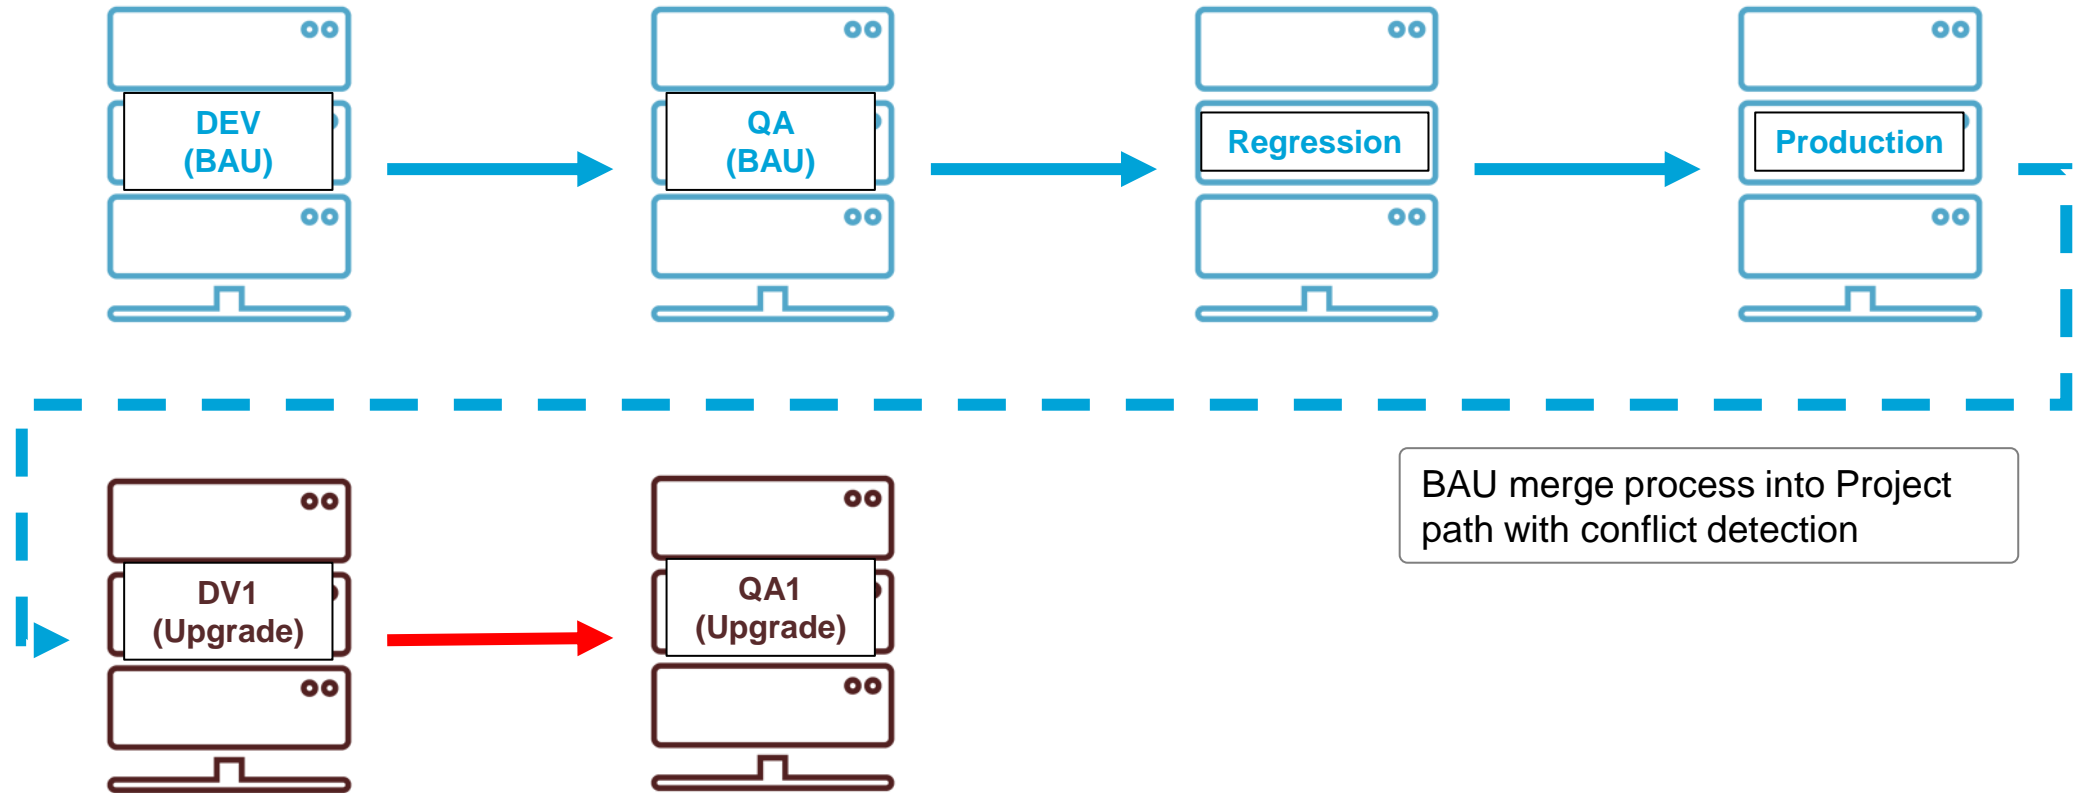 DEV
(BAU)
QA
(BAU)
Regression
Production
BAU merge process into Project
path with conflict detection
DV1
(Upgrade)
QA1
(Upgrade)